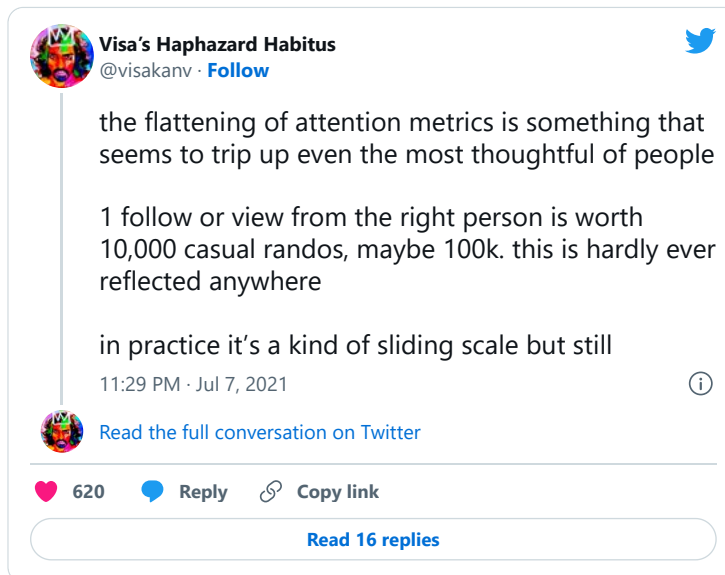 Visa's Haphazard Habitus
@visakanv · Follow
the flattening of attention metrics is something that
seems to trip up even the most thoughtful of people
1 follow or view from the right person is worth
10,000 casual randos, maybe 100k. this is hardly ever
reflected anywhere
in practice it's a kind of sliding scale but still
11:29 PM · Jul 7, 2021
Read the full conversation on Twitter
620 Reply Copy link
Read 16 replies